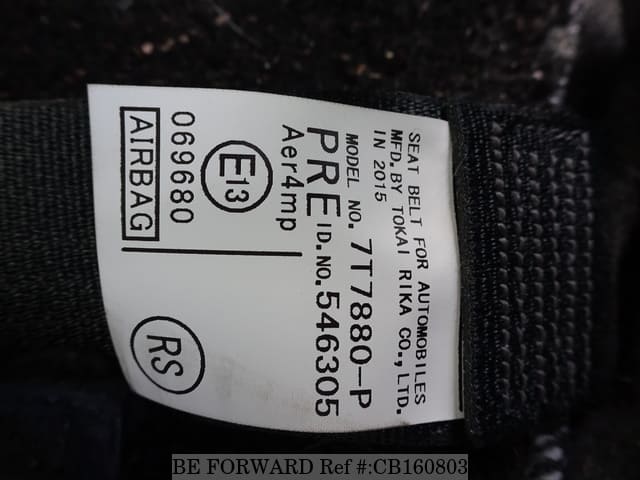 SEAT BELT FOR AUTOMOBILES
MFD. BY TOKAI RIKA CO., LTD.
IN 2015
MODEL NO. 7T7880-P
PRE ID.NO. 546305
Aer4mp
E13
069680
AIRBAG
RS
BE FORWARD Ref #:CB160803